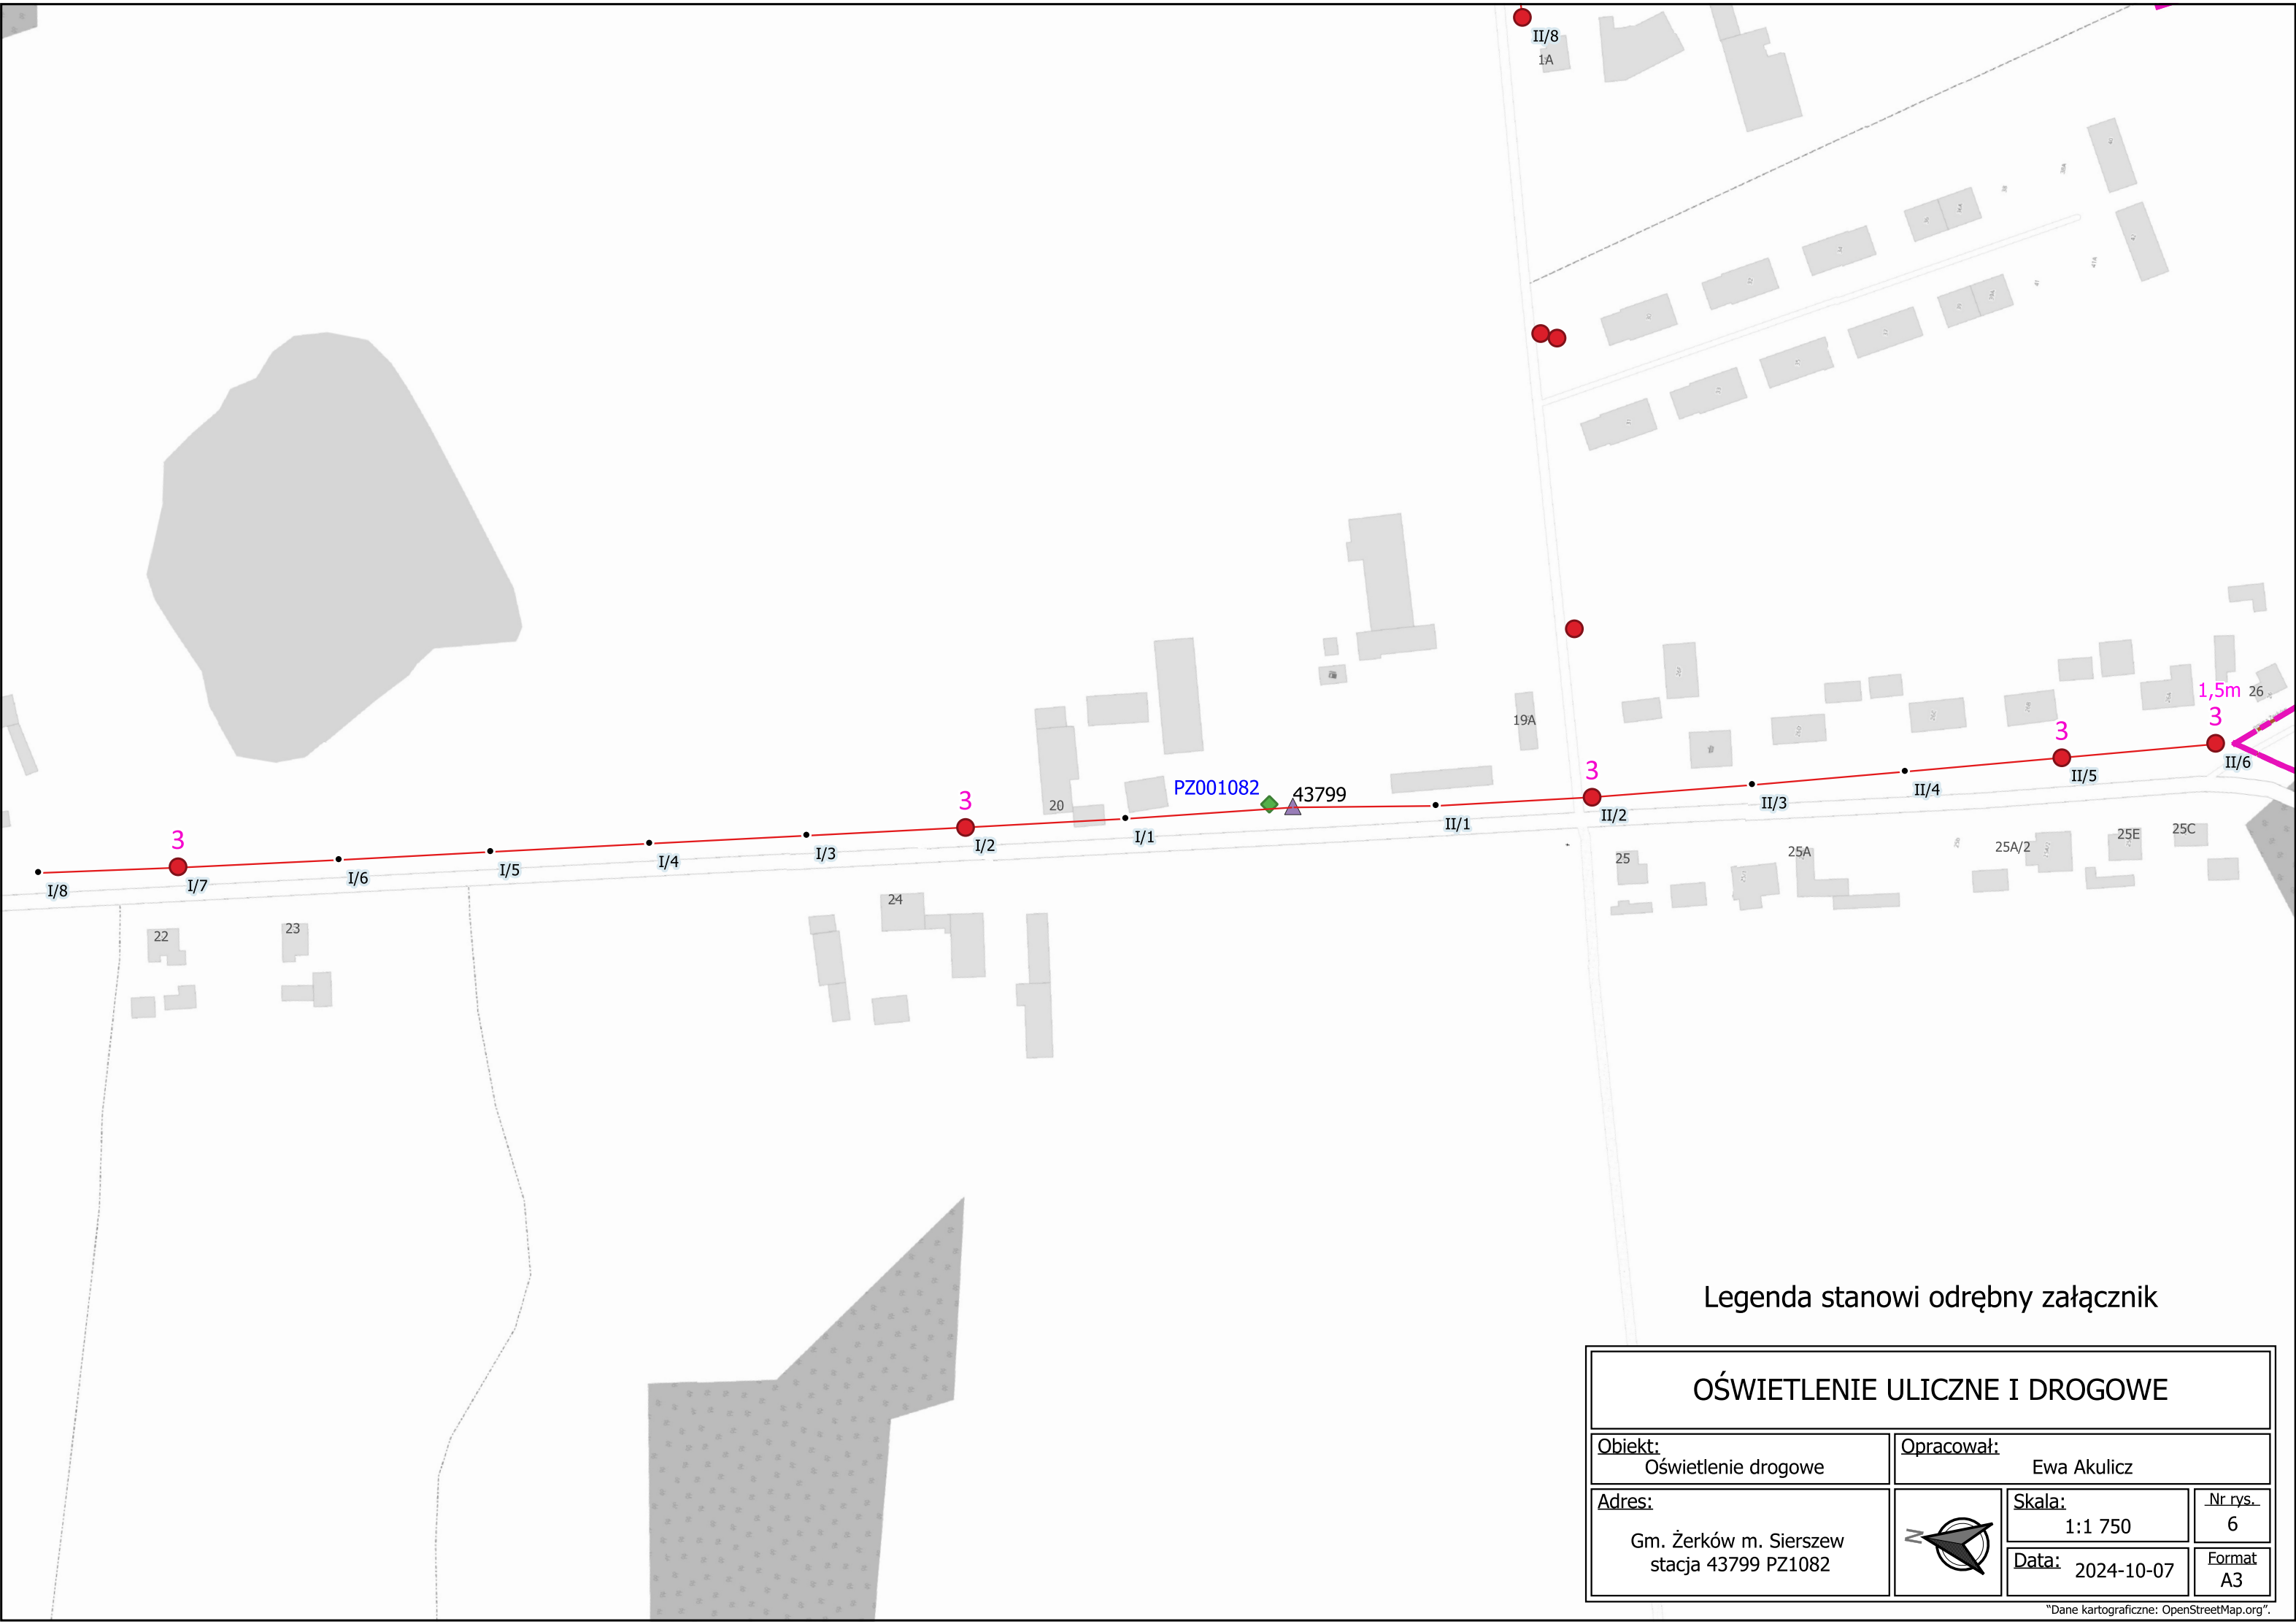 II/8
1A
1,5m
26
3
3
19A
3
PZ001082
43799
20
3
3
II/6
II/5
II/4
II/3
II/2
II/1
I/1
I/2
I/3
I/4
I/5
I/6
I/7
I/8
25E
25C
25A/2
25A
25
24
23
22
Legenda stanowi odrębny załącznik
OŚWIETLENIE ULICZNE I DROGOWE
Obiekt:
Oświetlenie drogowe
Opracował:
Ewa Akulicz
Adres:
Gm. Żerków m. Sierszew
stacja 43799 PZ1082
N
Skala:
1:1 750
Nr rys.
6
Data: 2024-10-07
Format
A3
"Dane kartograficzne: OpenStreetMap.org".